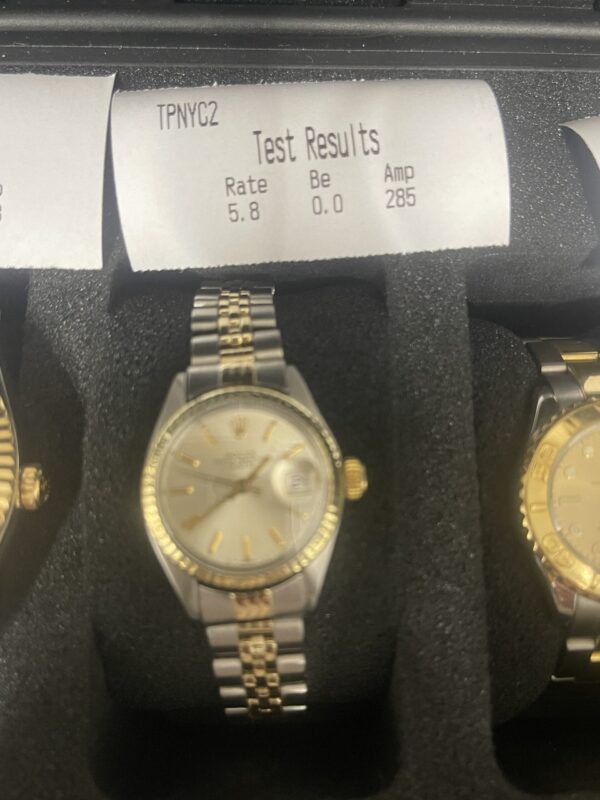 TPNYC2
Test Results
Rate Be Amp
5.8 0.0 285